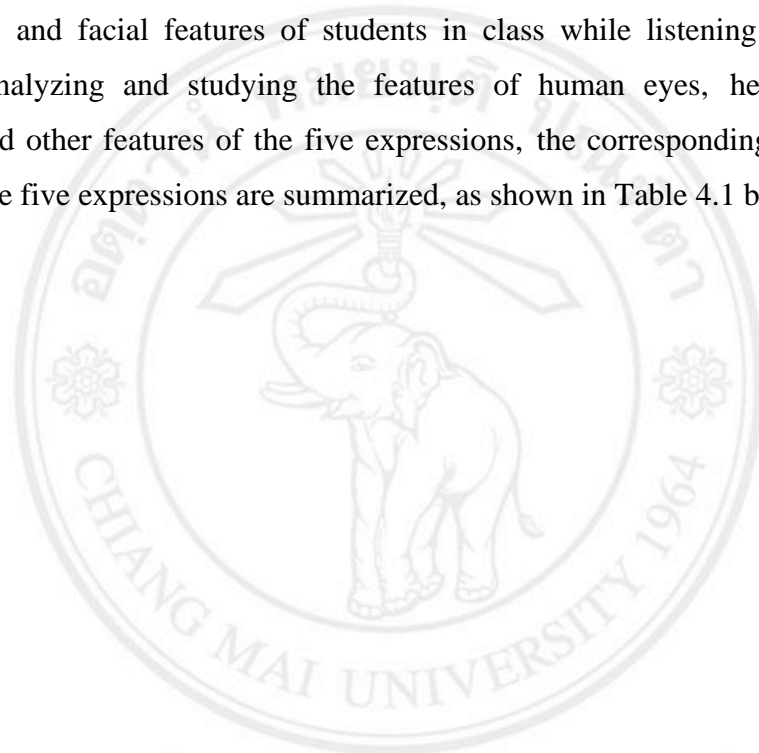 and facial features of students in class while listening
nalyzing and studying the features of human eyes, he
d other features of the five expressions, the corresponding
e five expressions are summarized, as shown in Table 4.1 b
CHIANG MAI UNIVERSITY 1964